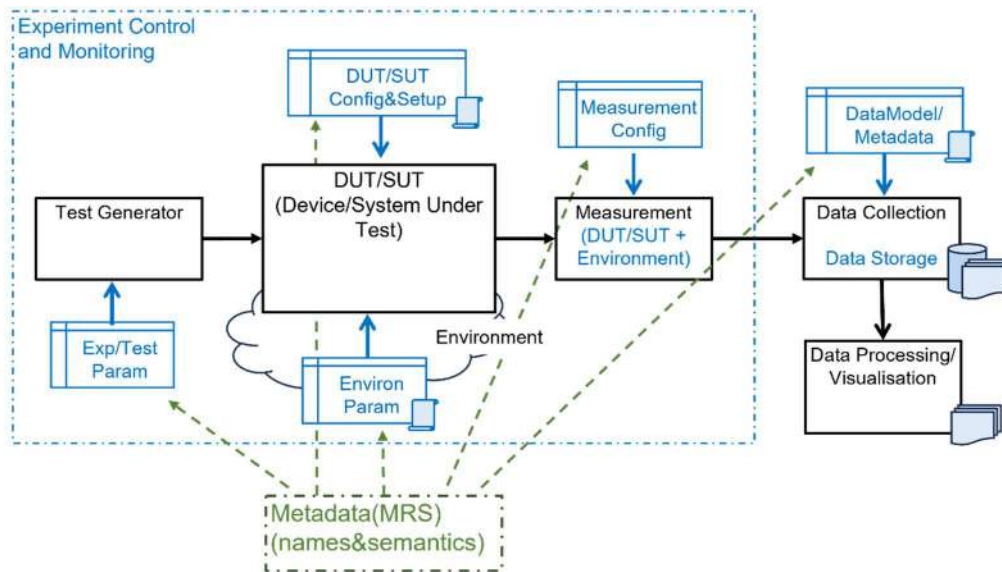 Experiment Control
and Monitoring
DUT/SUT
Config&Setup
Measurement
Config
DataModel/
Metadata
Test Generator
DUT/SUT
(Device/System Under
Test)
Measurement
(DUT/SUT +
Environment)
Data Collection
Data Storage
Environment
Exp/Test
Param
Environ
Param
Data Processing/
Visualisation
Metadata(MRS)
(names&semantics)